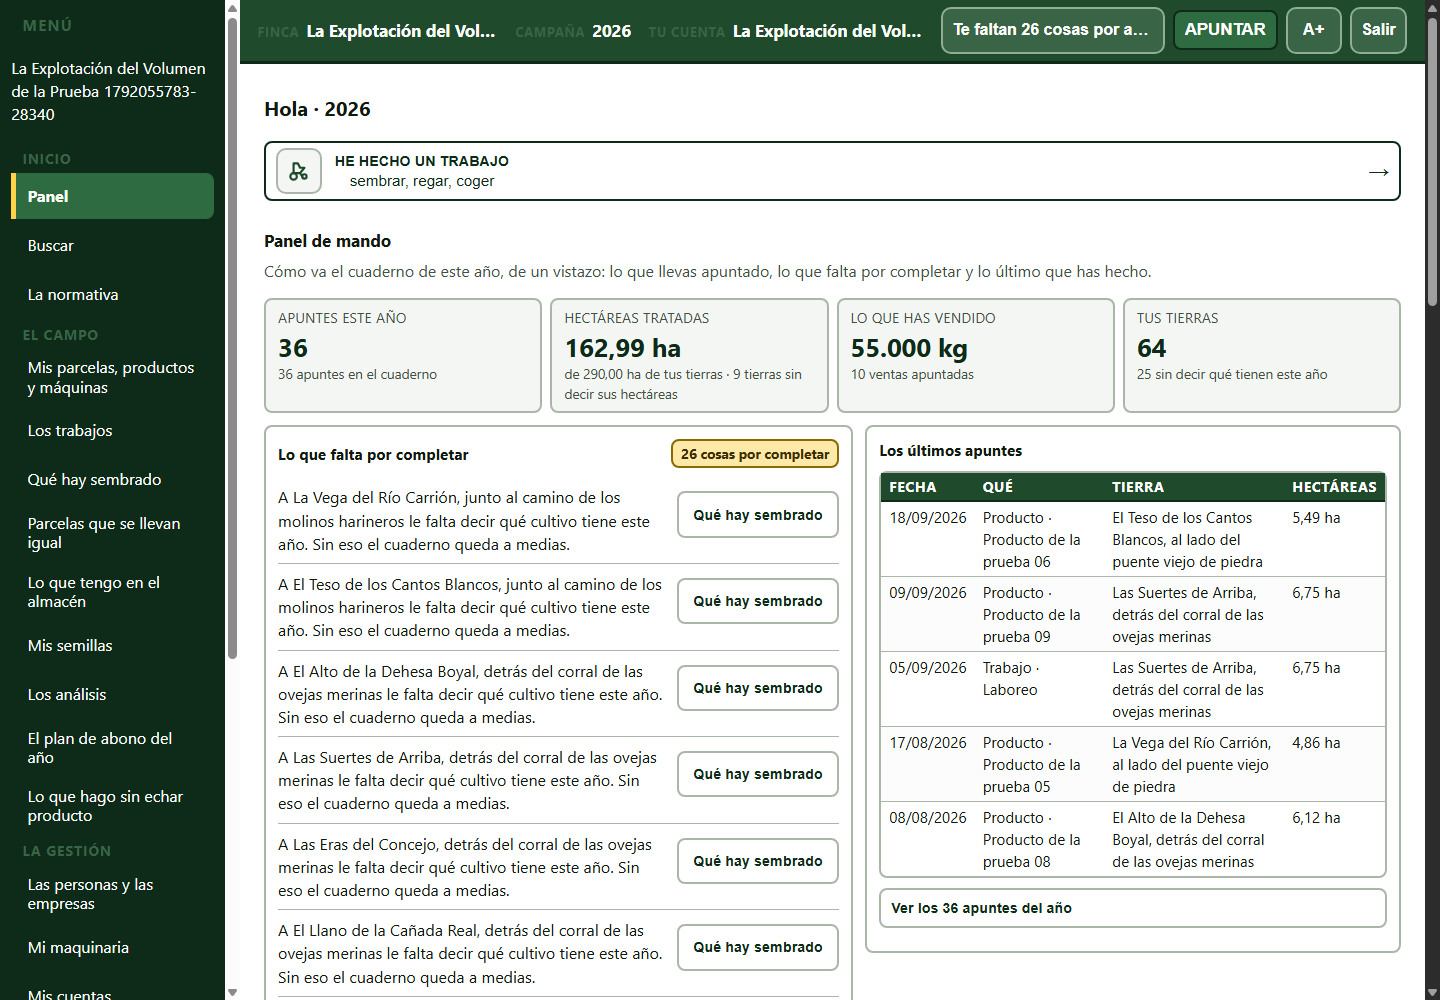 MENÚ
La Explotación del Volumen
de la Prueba 1792055783-
28340
INICIO
Panel
Buscar
La normativa
EL CAMPO
Mis parcelas, productos
y máquinas
Los trabajos
Qué hay sembrado
Parcelas que se llevan
igual
Lo que tengo en el
almacén
Mis semillas
Los análisis
El plan de abono del
año
Lo que hago sin echar
producto
LA GESTIÓN
Las personas y las
empresas
Mi maquinaria
Mis cuentas
FINCA La Explotación del Vol... CAMPAÑA 2026 TU CUENTA La Explotación del Vol... Te faltan 26 cosas por a... APUNTAR A+ Salir
Hola · 2026
HE HECHO UN TRABAJO
sembrar, regar, coger →
Panel de mando
Cómo va el cuaderno de este año, de un vistazo: lo que llevas apuntado, lo que falta por completar y lo último que has hecho.
APUNTES ESTE AÑO
36
36 apuntes en el cuaderno
HECTÁREAS TRATADAS
162,99 ha
de 290,00 ha de tus tierras · 9 tierras sin
decir sus hectáreas
LO QUE HAS VENDIDO
55.000 kg
10 ventas apuntadas
TUS TIERRAS
64
25 sin decir qué tienen este año
Lo que falta por completar
26 cosas por completar
A La Vega del Río Carrión, junto al camino de los
molinos harineros le falta decir qué cultivo tiene este
año. Sin eso el cuaderno queda a medias.
Qué hay sembrado
A El Teso de los Cantos Blancos, junto al camino de los
molinos harineros le falta decir qué cultivo tiene este
año. Sin eso el cuaderno queda a medias.
Qué hay sembrado
A El Alto de la Dehesa Boyal, detrás del corral de las
ovejas merinas le falta decir qué cultivo tiene este año.
Sin eso el cuaderno queda a medias.
Qué hay sembrado
A Las Suertes de Arriba, detrás del corral de las ovejas
merinas le falta decir qué cultivo tiene este año. Sin
eso el cuaderno queda a medias.
Qué hay sembrado
A Las Eras del Concejo, detrás del corral de las ovejas
merinas le falta decir qué cultivo tiene este año. Sin
eso el cuaderno queda a medias.
Qué hay sembrado
A El Llano de la Cañada Real, detrás del corral de las
ovejas merinas le falta decir qué cultivo tiene este año.
Sin eso el cuaderno queda a medias.
Qué hay sembrado
Los últimos apuntes
FECHA QUÉ TIERRA HECTÁREAS
18/09/2026 Producto · El Teso de los Cantos 5,49 ha
Producto de la Blancos, al lado del
prueba 06 puente viejo de piedra
09/09/2026 Producto · Las Suertes de Arriba, 6,75 ha
Producto de la detrás del corral de las
prueba 09 ovejas merinas
05/09/2026 Trabajo · Las Suertes de Arriba, 6,75 ha
Laboreo detrás del corral de las
ovejas merinas
17/08/2026 Producto · La Vega del Río Carrión, 4,86 ha
Producto de la al lado del puente viejo
prueba 05 de piedra
08/08/2026 Producto · El Alto de la Dehesa 6,12 ha
Producto de la Boyal, detrás del corral
prueba 08 de las ovejas merinas
Ver los 36 apuntes del año